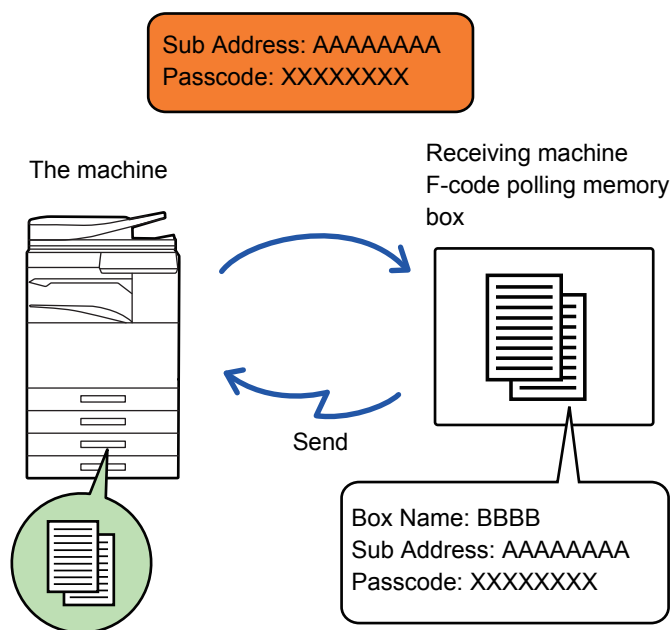 Sub Address: AAAAAAAA
Passcode: XXXXXXXX
The machine
Receiving machine
F-code polling memory
box
Send
Box Name: BBBB
Sub Address: AAAAAAAA
Passcode: XXXXXXXX